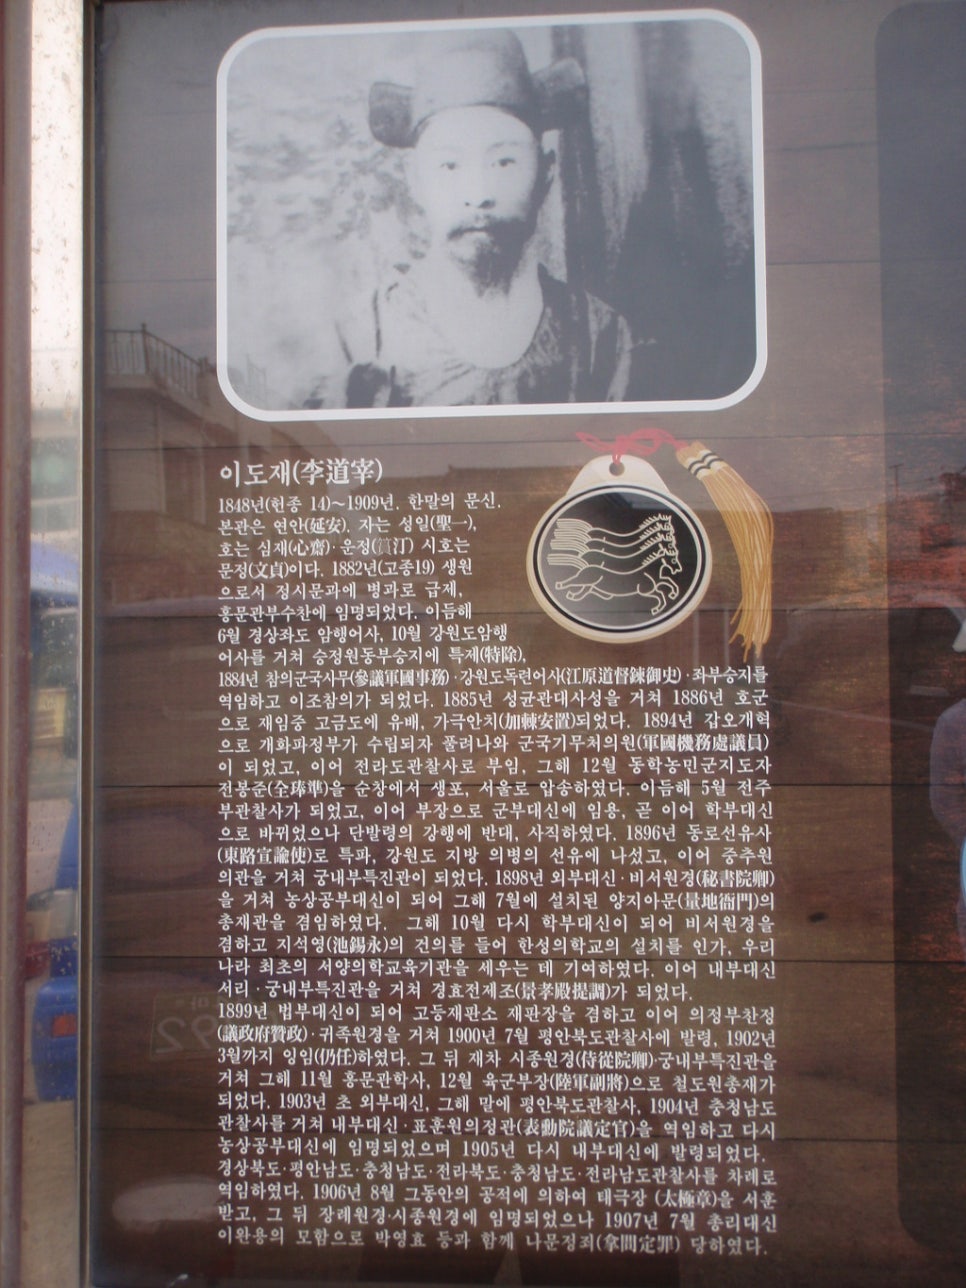 이도재(李道宰)
1848년(헌종 14)~1909년. 한말의 문신.
본관은 연안(延安). 자는 성일(聖一),
호는 심재(心齋)·운정(篔汀) 시호는
문정(文貞)이다. 1882년(고종19) 생원
으로서 정시문과에 병과로 급제,
홍문관부수찬에 임명되었다. 이듬해
6월 경상좌도 암행어사, 10월 강원도암행
어사를 거쳐 승정원동부승지에 특제(特除),
1884년 참의군국사무(參議軍國事務)·강원도독련어사(江原道督鍊御史)·좌부승지를
역임하고 이조참의가 되었다. 1885년 성균관대사성을 거쳐 1886년 호군
으로 재임중 고금도에 유배, 가극안치(加棘安置)되었다. 1894년 갑오개혁
으로 개화파정부가 수립되자 풀려나와 군국기무처의원(軍國機務處議員)
이 되었고, 이어 전라도관찰사로 부임, 그해 12월 동학농민군지도자
전봉준(全琫準)을 순창에서 생포, 서울로 압송하였다. 이듬해 5월 전주
부관찰사가 되었고, 이어 부장으로 군부대신에 임용, 곧 이어 학부대신
으로 바뀌었으나 단발령의 강행에 반대, 사직하였다. 1896년 동로선유사
(東路宣諭使)로 특파, 강원도 지방 의병의 선유에 나섰고, 이어 중추원
의관을 거쳐 궁내부특진관이 되었다. 1898년 외부대신·비서원경(秘書院卿)
을 거쳐 농상공부대신이 되어 그해 7월에 설치된 양지아문(量地衙門)의
총재관을 겸임하였다. 그해 10월 다시 학부대신이 되어 비서원경을
겸하고 지석영(池錫永)의 건의를 들어 한성의학교의 설치를 인가, 우리
나라 최초의 서양의학교육기관을 세우는 데 기여하였다. 이어 내부대신
서리·궁내부특진관을 거쳐 경효전제조(景孝殿提調)가 되었다.
1899년 법부대신이 되어 고등재판소 재판장을 겸하고 이어 의정부찬정
(議政府贊政)·귀족원경을 거쳐 1900년 7월 평안북도관찰사에 발령, 1902년
3월까지 잉임(仍任)하였다. 그 뒤 재차 시종원경(侍從院卿)·궁내부특진관을
거쳐 그해 11월 홍문관학사, 12월 육군부장(陸軍副將)으로 철도원총재가
되었다, 1903년 초 외부대신, 그해 말에 평안북도관찰사, 1904년 충청남도
관찰사를 거쳐 내부대신·표훈원의정관(表勳院議定官)을 역임하고 다시
농상공부대신에 임명되었으며 1905년 다시 내부대신에 발령되었다.
경상북도·평안남도·충청남도·전라북도·충청남도·전라남도관찰사를 차례로
역임하였다. 1906년 8월 그동안의 공적에 의하여 태극장 (太極章)을 서훈
받고, 그 뒤 장례원경·시종원경에 임명되었으나 1907년 7월 총리대신
이완용의 모함으로 박영효 등과 함께 나문정죄(拿問定罪) 당하였다.